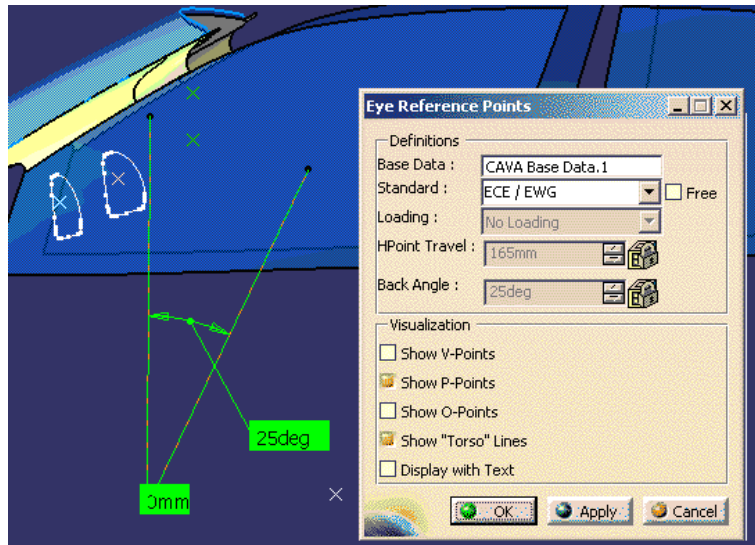 Eye Reference Points
Definitions
Base Data : CAVA Base Data.1
Standard : ECE / EWG Free
Loading : No Loading
HPoint Travel : 165mm
Back Angle : 25deg
Visualization
Show V-Points
Show P-Points
Show O-Points
Show "Torso" Lines
Display with Text
OK Apply Cancel
25deg
0mm